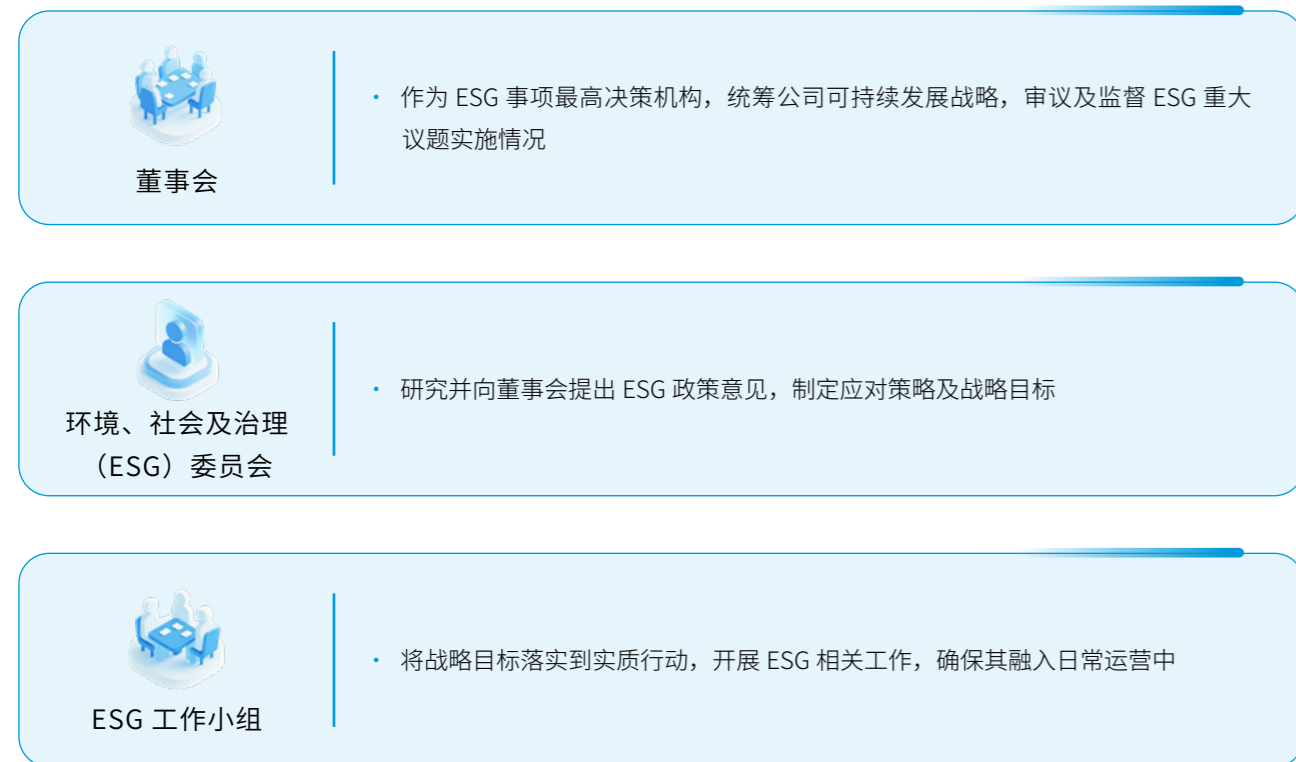 · 作为 ESG 事项最高决策机构，统筹公司可持续发展战略，审议及监督 ESG 重大
议题实施情况
董事会
· 研究并向董事会提出 ESG 政策意见，制定应对策略及战略目标
环境、社会及治理
（ESG）委员会
· 将战略目标落实到实质行动，开展 ESG 相关工作，确保其融入日常运营中
ESG 工作小组